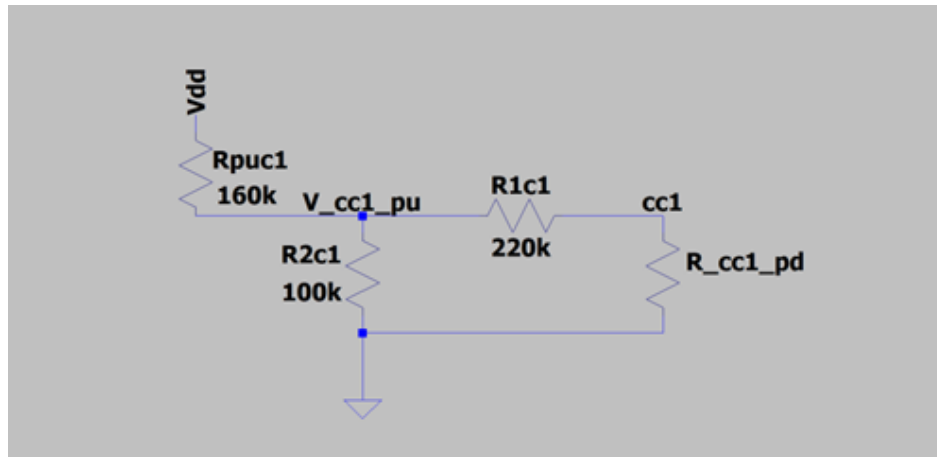 Vdd
Rpuc1
160k
V_cc1_pu
R1c1
cc1
220k
R2c1
100k
R_cc1_pd